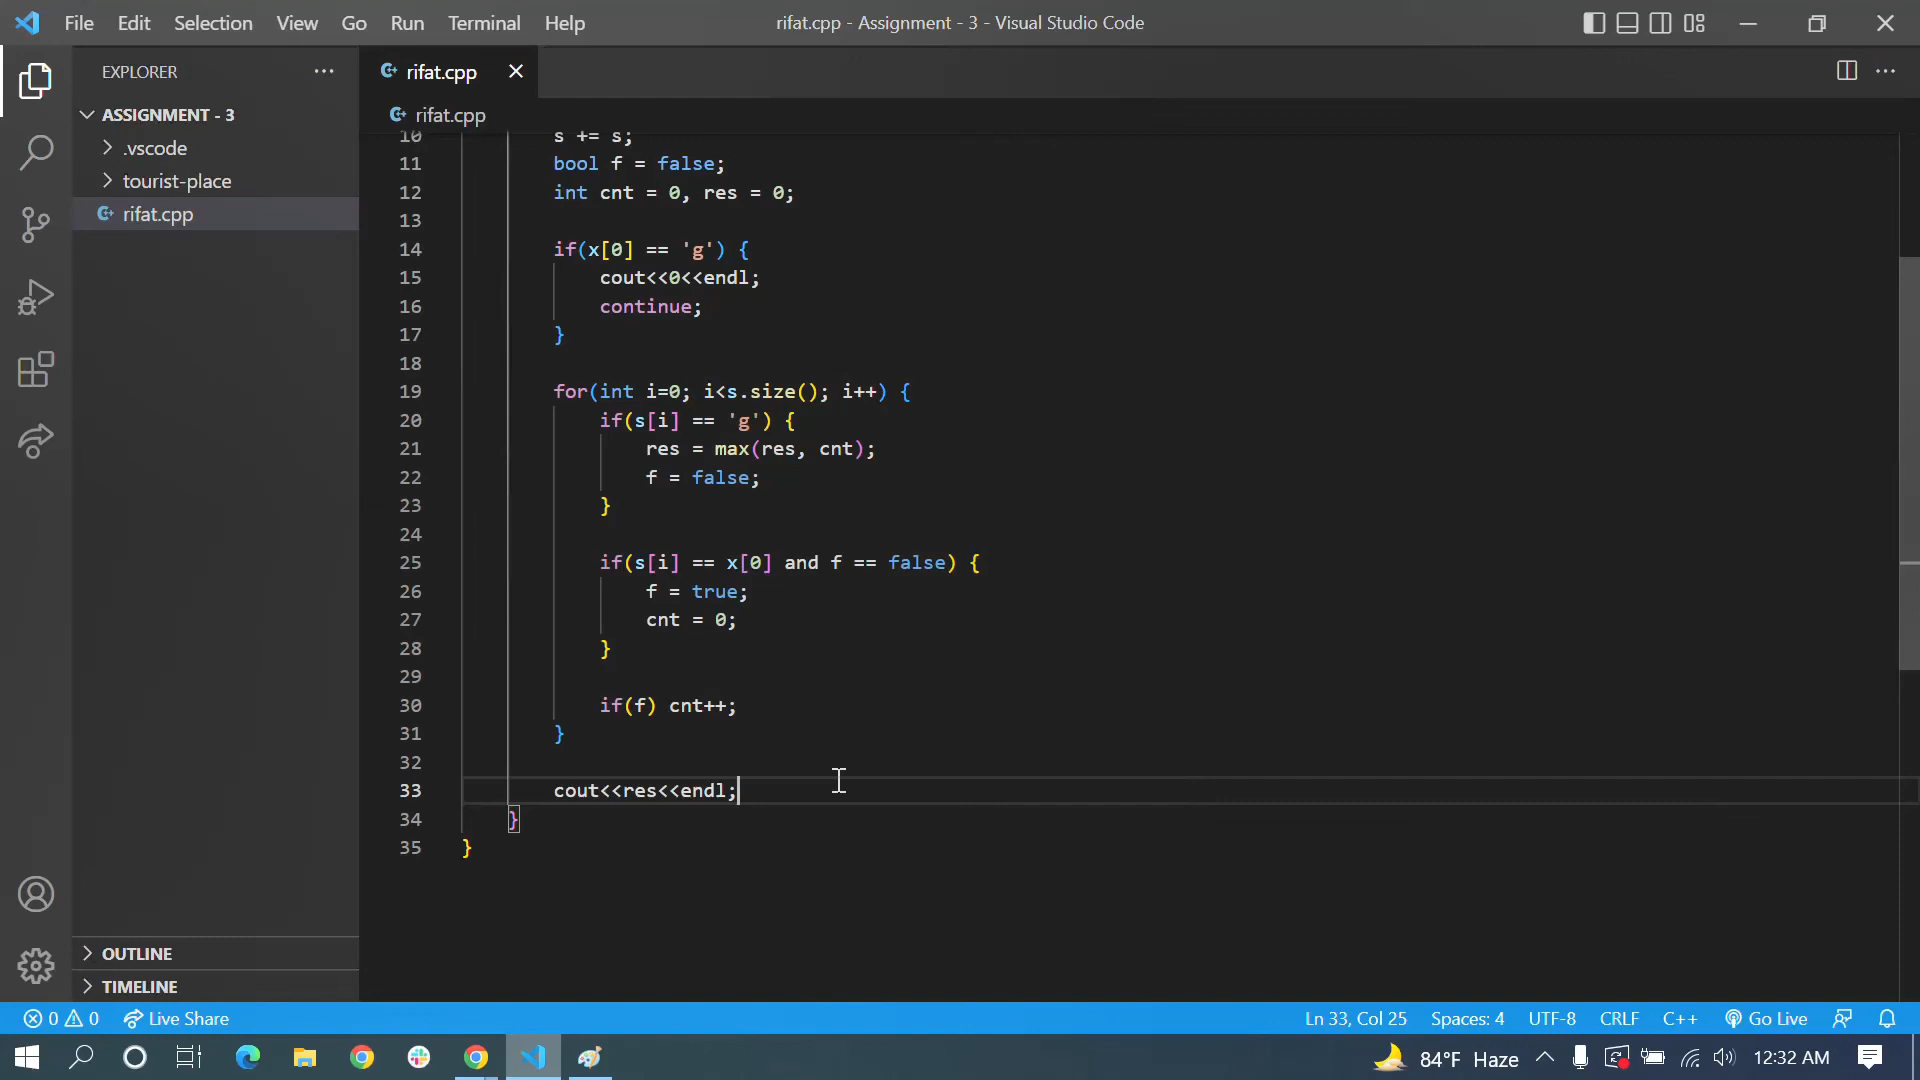 File Edit Selection View Go Run Terminal Help
rifat.cpp - Assignment - 3 - Visual Studio Code
EXPLORER
ASSIGNMENT - 3
.vscode
tourist-place
rifat.cpp
OUTLINE
TIMELINE
rifat.cpp
rifat.cpp
10 s += s;
11 bool f = false;
12 int cnt = 0, res = 0;
13
14 if(x[0] == 'g') {
15 cout<<0<<endl;
16 continue;
17 }
18
19 for(int i=0; i<s.size(); i++) {
20 if(s[i] == 'g') {
21 res = max(res, cnt);
22 f = false;
23 }
24
25 if(s[i] == x[0] and f == false) {
26 f = true;
27 cnt = 0;
28 }
29
30 if(f) cnt++;
31 }
32
33 cout<<res<<endl;
34 }
35 }
0 0 Live Share
Ln 33, Col 25 Spaces: 4 UTF-8 CRLF C++ Go Live
84°F Haze 12:32 AM